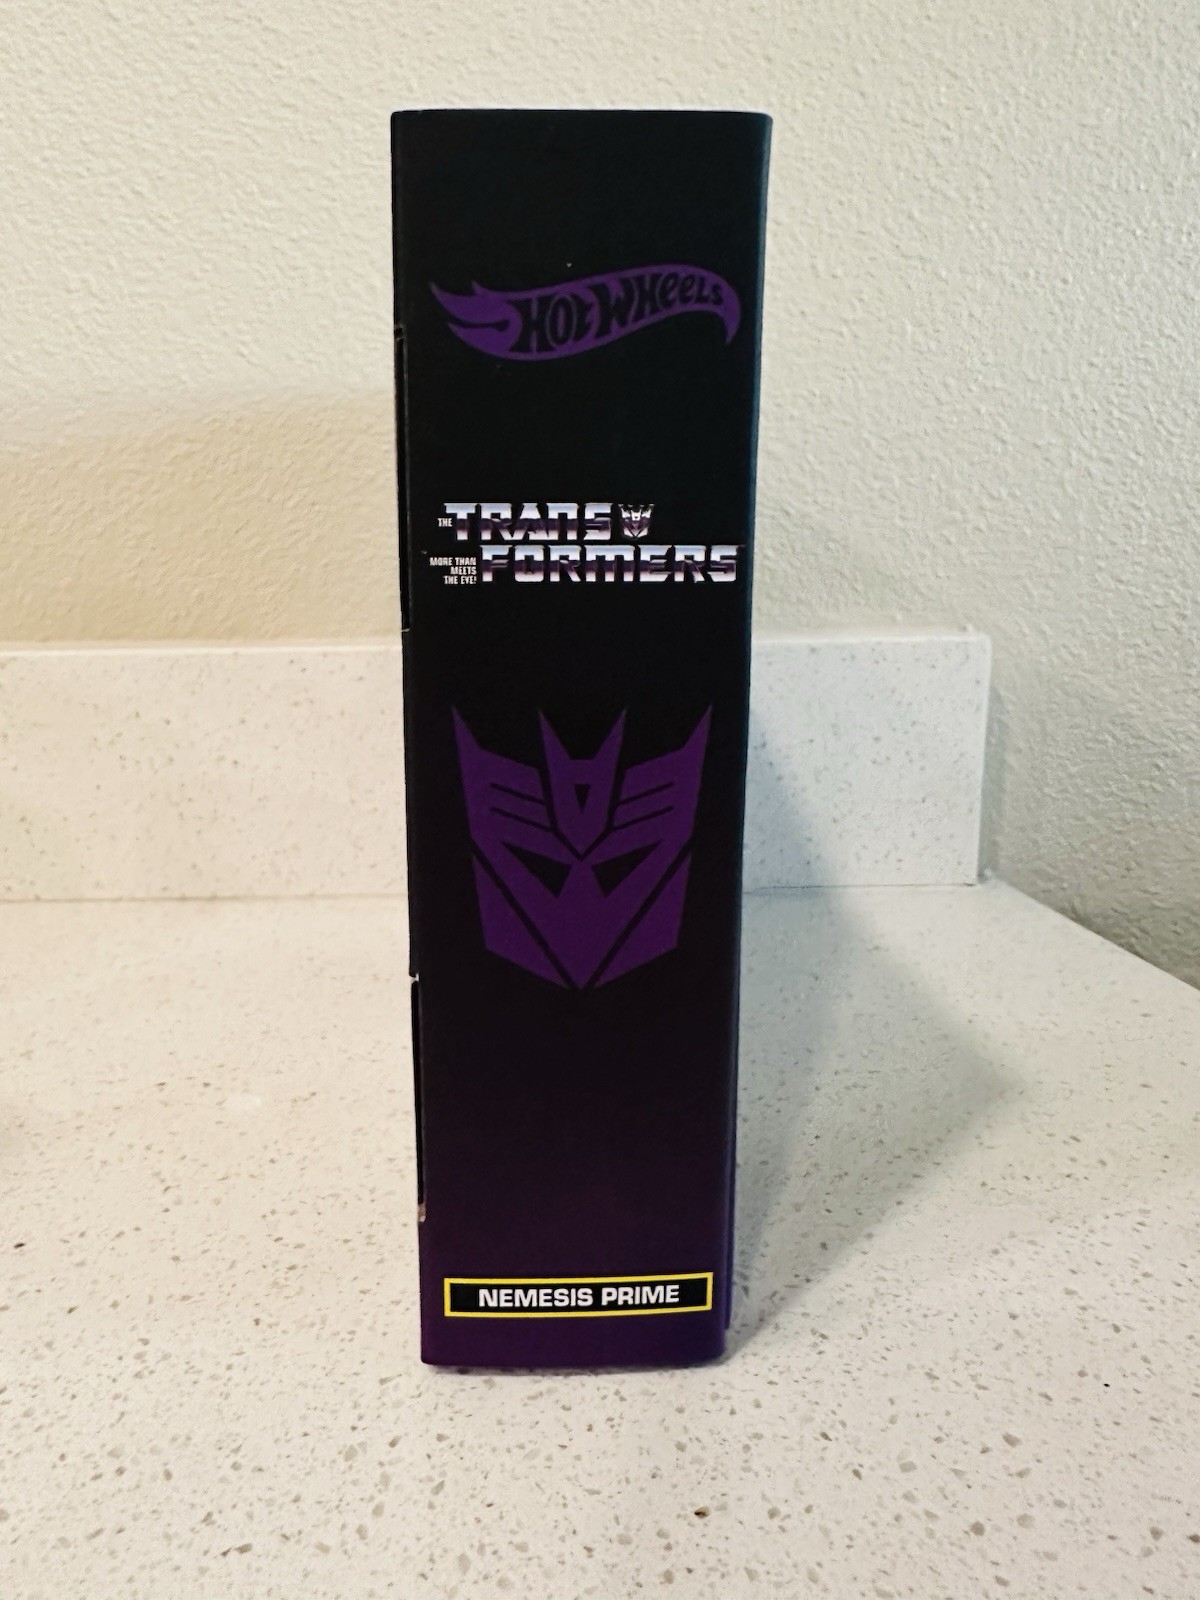 HOT WHEELS
THE TRANS
FORMERS
MORE THAN
MEETS
THE EYE!
NEMESIS PRIME